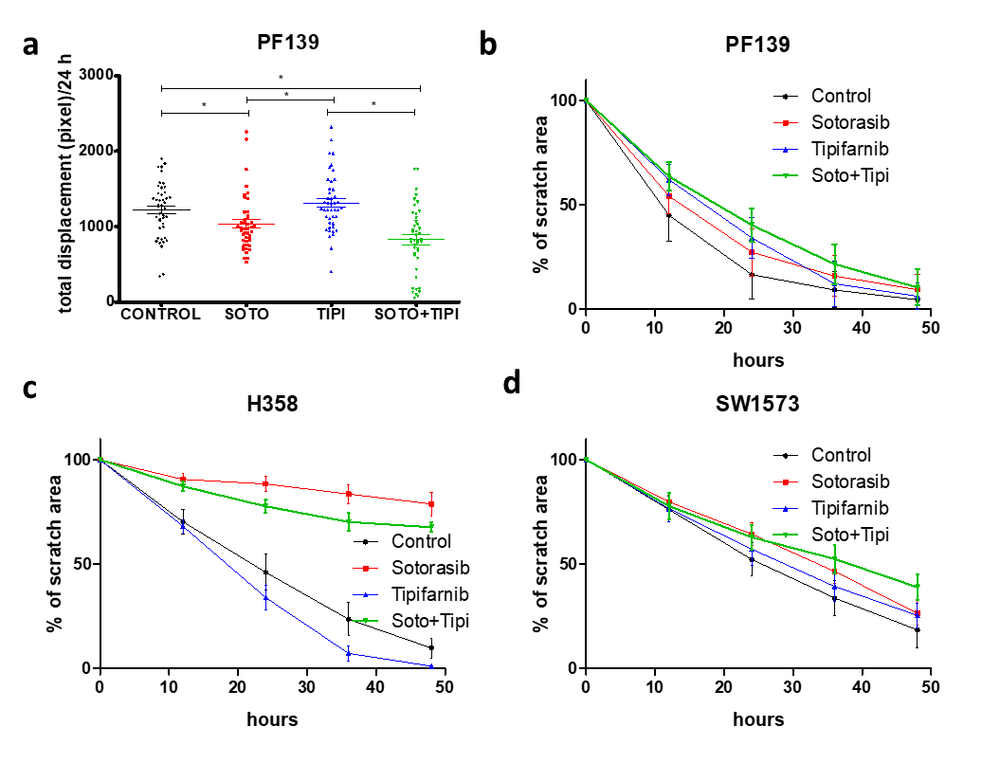 a
PF139
total displacement (pixel)/24 h
3000
2000
1000
0
*
*
*
*
CONTROL SOTO TIPI SOTO+TIPI
b
PF139
% of scratch area
100
50
0
0 10 20 30 40 50
hours
Control
Sotorasib
Tipifarnib
Soto+Tipi
c
H358
% of scratch area
100
50
0
0 10 20 30 40 50
hours
Control
Sotorasib
Tipifarnib
Soto+Tipi
d
SW1573
% of scratch area
100
50
0
0 10 20 30 40 50
hours
Control
Sotorasib
Tipifarnib
Soto+Tipi